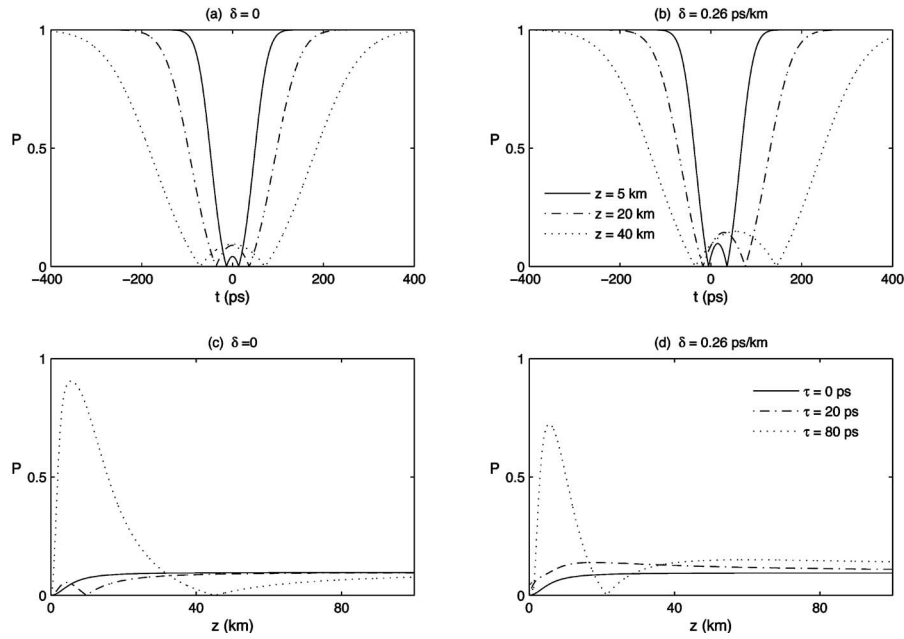 (a) δ = 0
1
P
0.5
0
−400 −200 0 200 400
t (ps)
(b) δ = 0.26 ps/km
1
P
0.5
z = 5 km
z = 20 km
z = 40 km
0
−400 −200 0 200 400
t (ps)
(c) δ =0
1
P
0.5
0
0 40 80
z (km)
(d) δ = 0.26 ps/km
1
τ = 0 ps
τ = 20 ps
τ = 80 ps
P
0.5
0
0 40 80
z (km)